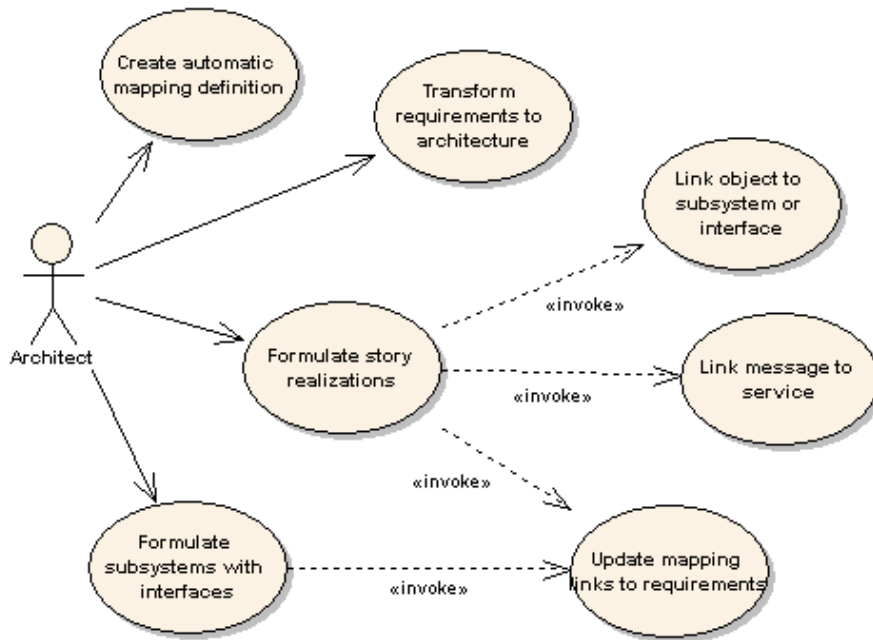 Create automatic
mapping definition
Transform
requirements to
architecture
Link object to
subsystem or
interface
«invoke»
Architect
Formulate story
realizations
Link message to
service
«invoke»
«invoke»
Formulate
subsystems with
interfaces
Update mapping
links to requirements
«invoke»